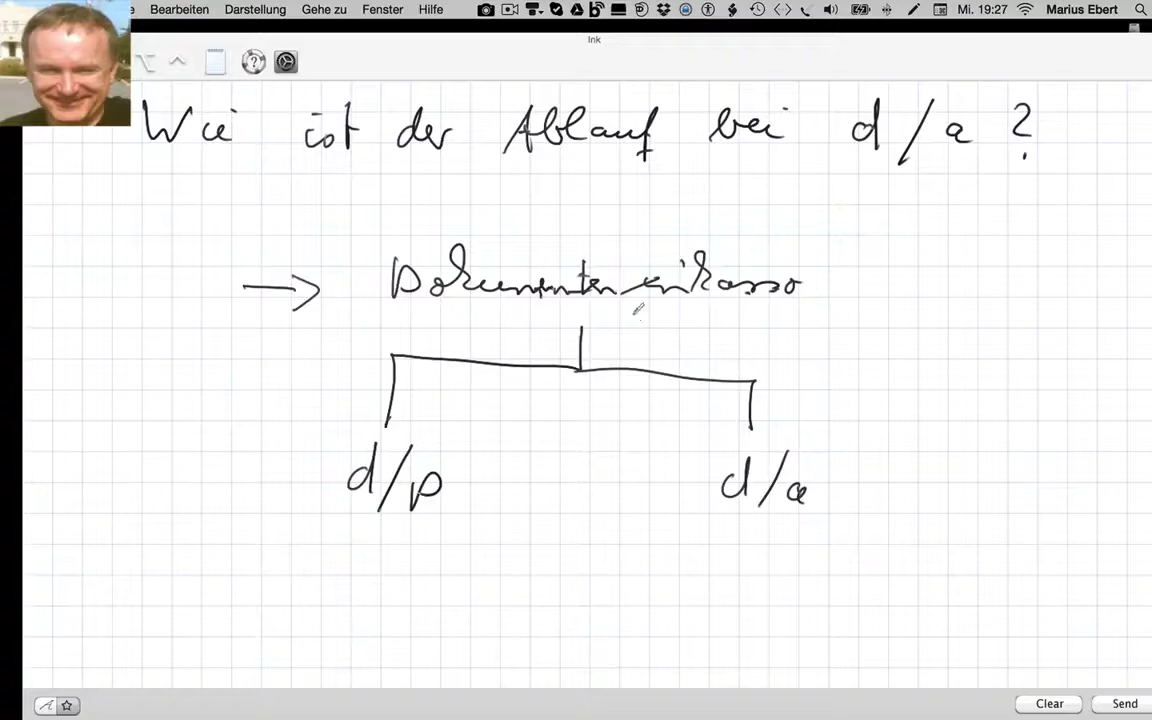 Bearbeiten Darstellung Gehe zu Fenster Hilfe Mi. 19:27 Marius Ebert
Ink
Wie ist der Ablauf bei d/a ?
→ Dokumenteninkasso
d/p d/a
Clear Send